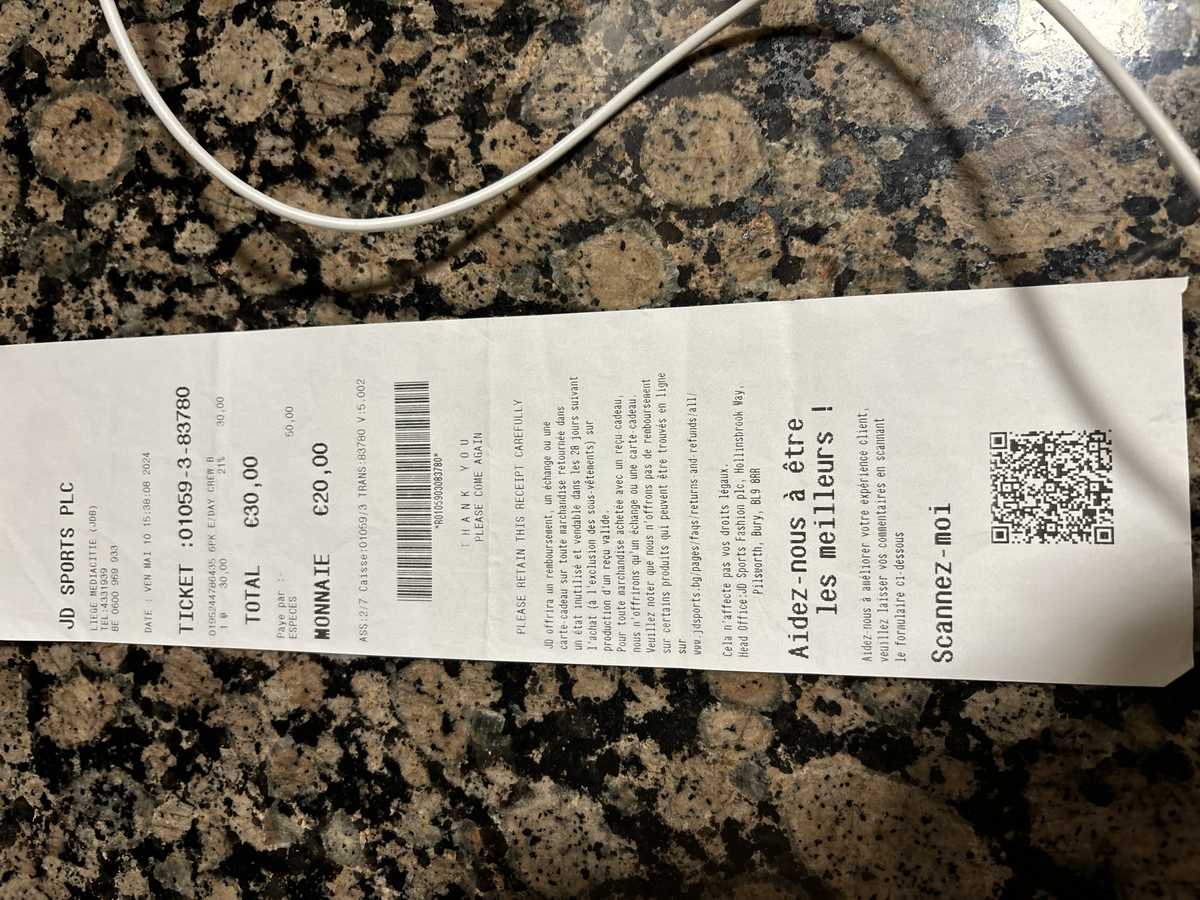 JD SPORTS PLC
LIEGE MEDIACITIE (JDB)
TEL:4331939
BE 0600 969 933
DATE : VEN MAI 10 15:38:08 2024
TICKET :01059-3-83780
0195244786435 6PK E/DAY CREW B
1 @ 30,00 21% 30,00
TOTAL €30,00
Paye par :-
ESPECES 50,00
MONNAIE €20,00
ASS:2/7 Caisse:01059/3 TRANS:83780 V:5.002
*R0105903083780*
T H A N K Y O U
PLEASE COME AGAIN
PLEASE RETAIN THIS RECEIPT CAREFULLY
JD offrira un remboursement, un échange ou une
carte-cadeau sur toute marchandise retournée dans
un état inutilisé et vendable dans les 28 jours suivant
l'achat (à l'exclusion des sous-vêtements) sur
production d'un reçu valide.
Pour toute marchandise achetée avec un reçu-cadeau,
nous n'offrirons qu'un échange ou une carte-cadeau.
Veuillez note que nous n'offrons pas de remboursement
sur certains produits qui peuvent être trouvés en ligne
sur
www.jdsports.bg/pages/faqs/returns-and-refunds/all/
Cela n'affecte pas vos droits légaux.
Head Office:JD Sports Fashion plc, Hollinsbrook Way,
Pilsworth, Bury, BL9 8RR
Aidez-nous à être
les meilleurs !
Aidez-nous à améliorer votre expérience client,
veuillez laisser vos commentaires en scannant
le formulaire ci-dessous
Scannez-moi